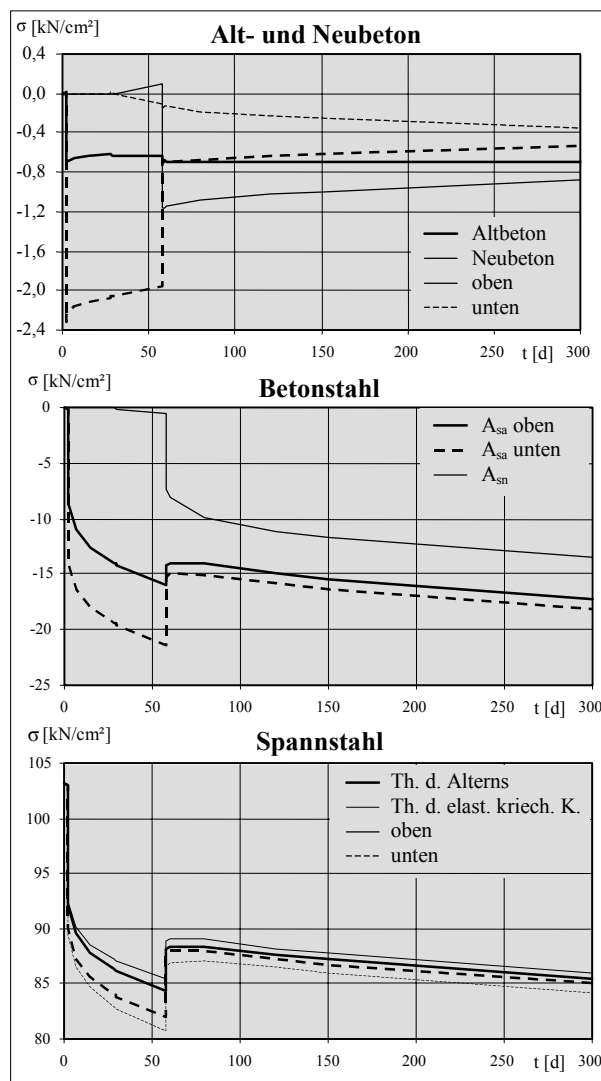 σ [kN/cm²]
Alt- und Neubeton
0,4
0,0
-0,4
-0,8
-1,2
-1,6
-2,0
-2,4
Altbeton
Neubeton
oben
unten
0 50 100 150 200 250 300
t [d]
σ [kN/cm²]
Betonstahl
0
-5
-10
-15
-20
-25
Asa oben
Asa unten
Asn
0 50 100 150 200 250 300
t [d]
σ [kN/cm²]
Spannstahl
105
100
95
90
85
80
Th. d. Alterns
Th. d. elast. kriech. K.
oben
unten
0 50 100 150 200 250 300
t [d]